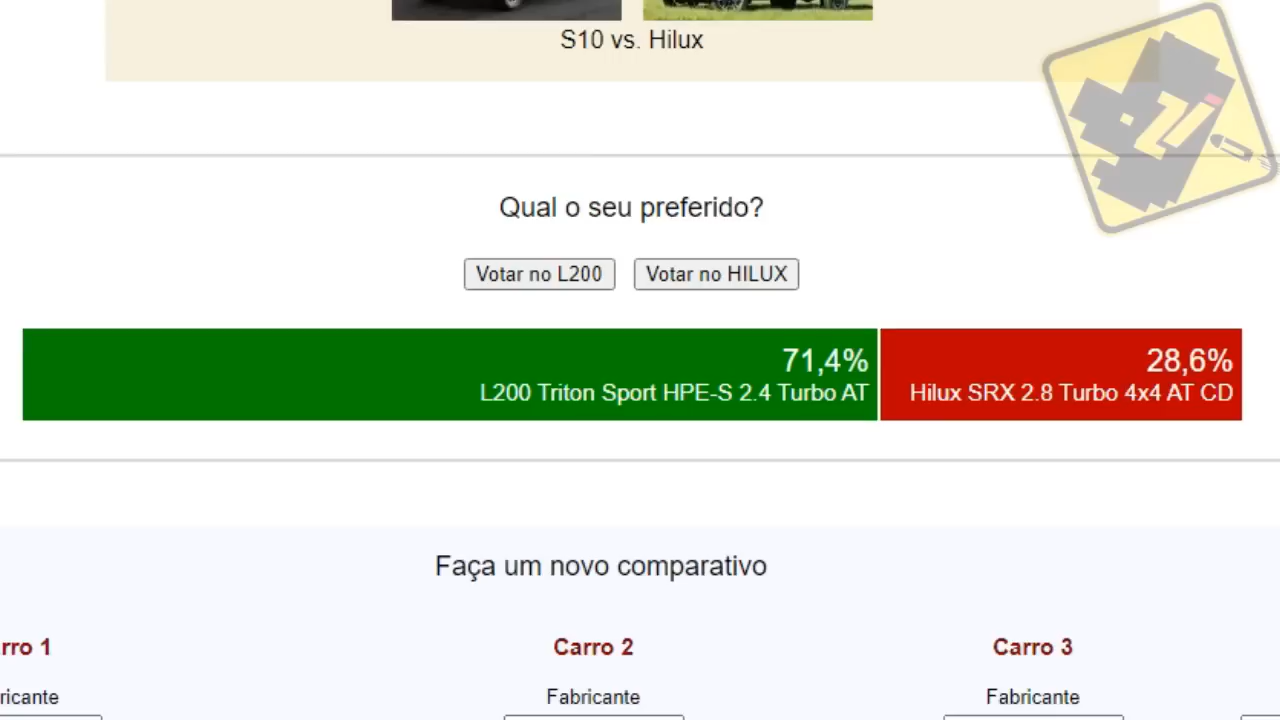 S10 vs. Hilux
Qual o seu preferido?
Votar no L200 Votar no HILUX
71,4% 28,6%
L200 Triton Sport HPE-S 2.4 Turbo AT Hilux SRX 2.8 Turbo 4x4 AT CD
Faça um novo comparativo
rro 1 Carro 2 Carro 3
ricante Fabricante Fabricante